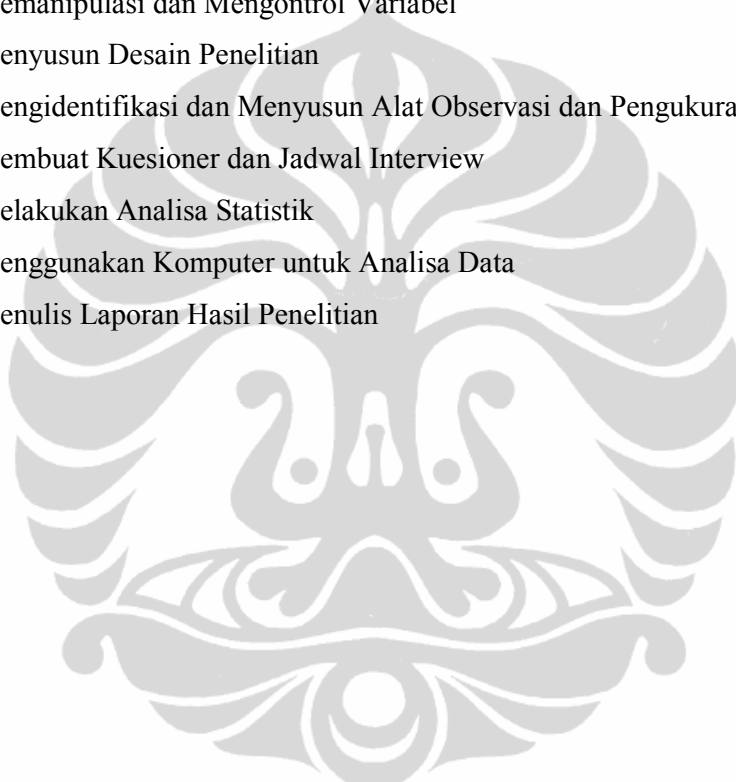 emanipulasi dan Mengontrol Variabel
enyusun Desain Penelitian
engidentifikasi dan Menyusun Alat Observasi dan Pengukura
embuat Kuesioner dan Jadwal Interview
elakukan Analisa Statistik
enggunakan Komputer untuk Analisa Data
enulis Laporan Hasil Penelitian